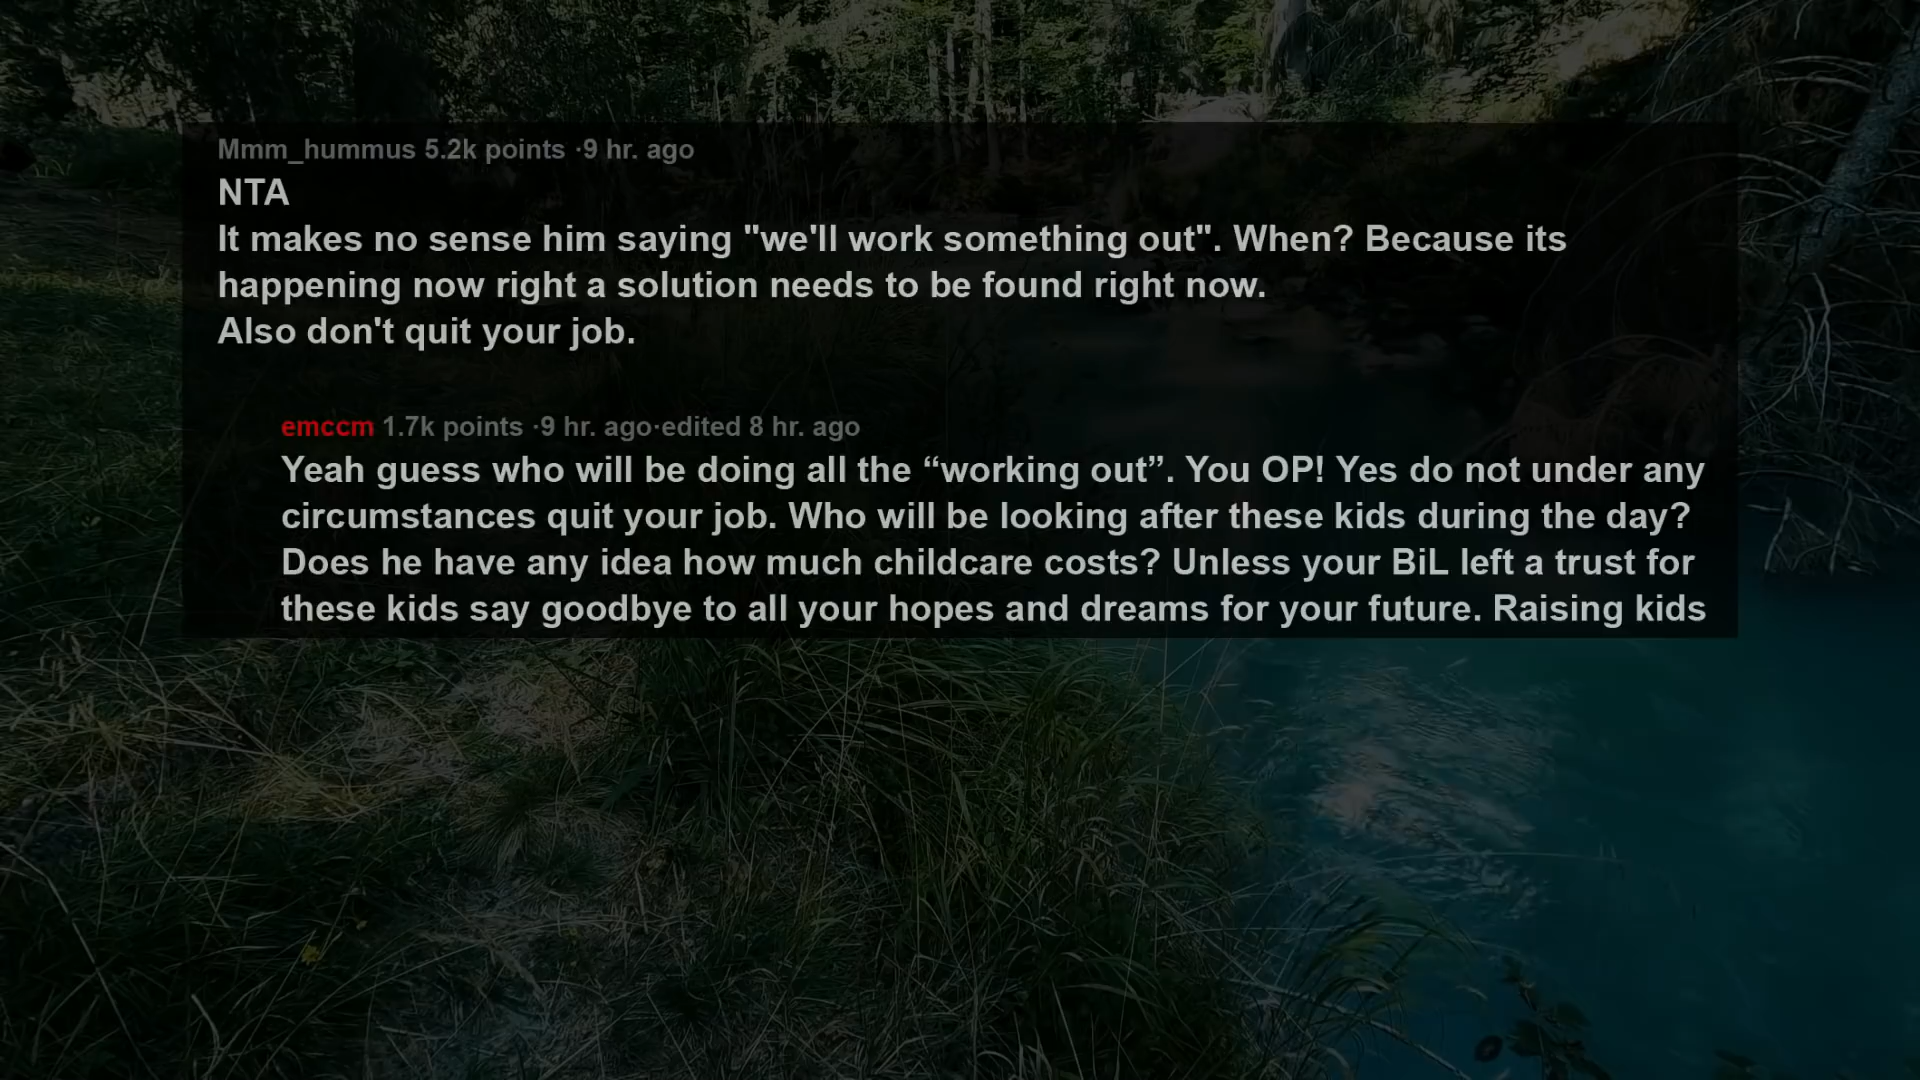 Mmm_hummus 5.2k points ·9 hr. ago
NTA
It makes no sense him saying "we'll work something out". When? Because its
happening now right a solution needs to be found right now.
Also don't quit your job.
emccm 1.7k points ·9 hr. ago·edited 8 hr. ago
Yeah guess who will be doing all the “working out”. You OP! Yes do not under any
circumstances quit your job. Who will be looking after these kids during the day?
Does he have any idea how much childcare costs? Unless your BiL left a trust for
these kids say goodbye to all your hopes and dreams for your future. Raising kids